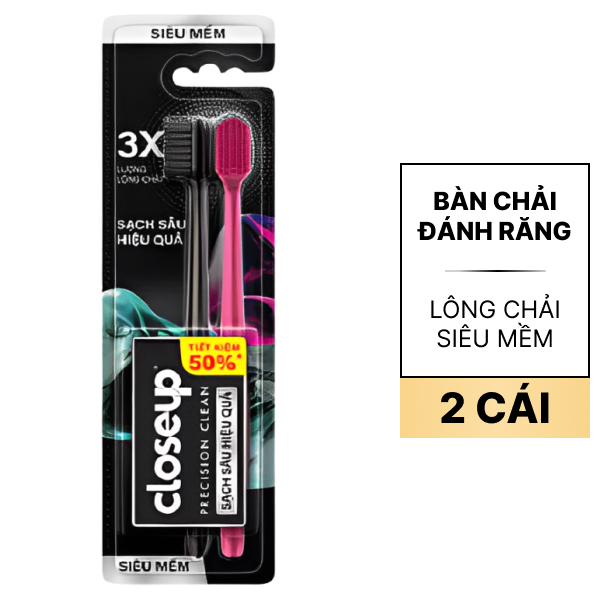 SIÊU MỀM
3X
LƯỢNG
LÔNG CHẢI
SẠCH SÂU
HIỆU QUẢ
TIẾT KIỆM
50%*
closeup
PRECISION CLEAN
SẠCH SÂU HIỆU QUẢ
SIÊU MỀM
BÀN CHẢI
ĐÁNH RĂNG
LÔNG CHẢI
SIÊU MỀM
2 CÁI